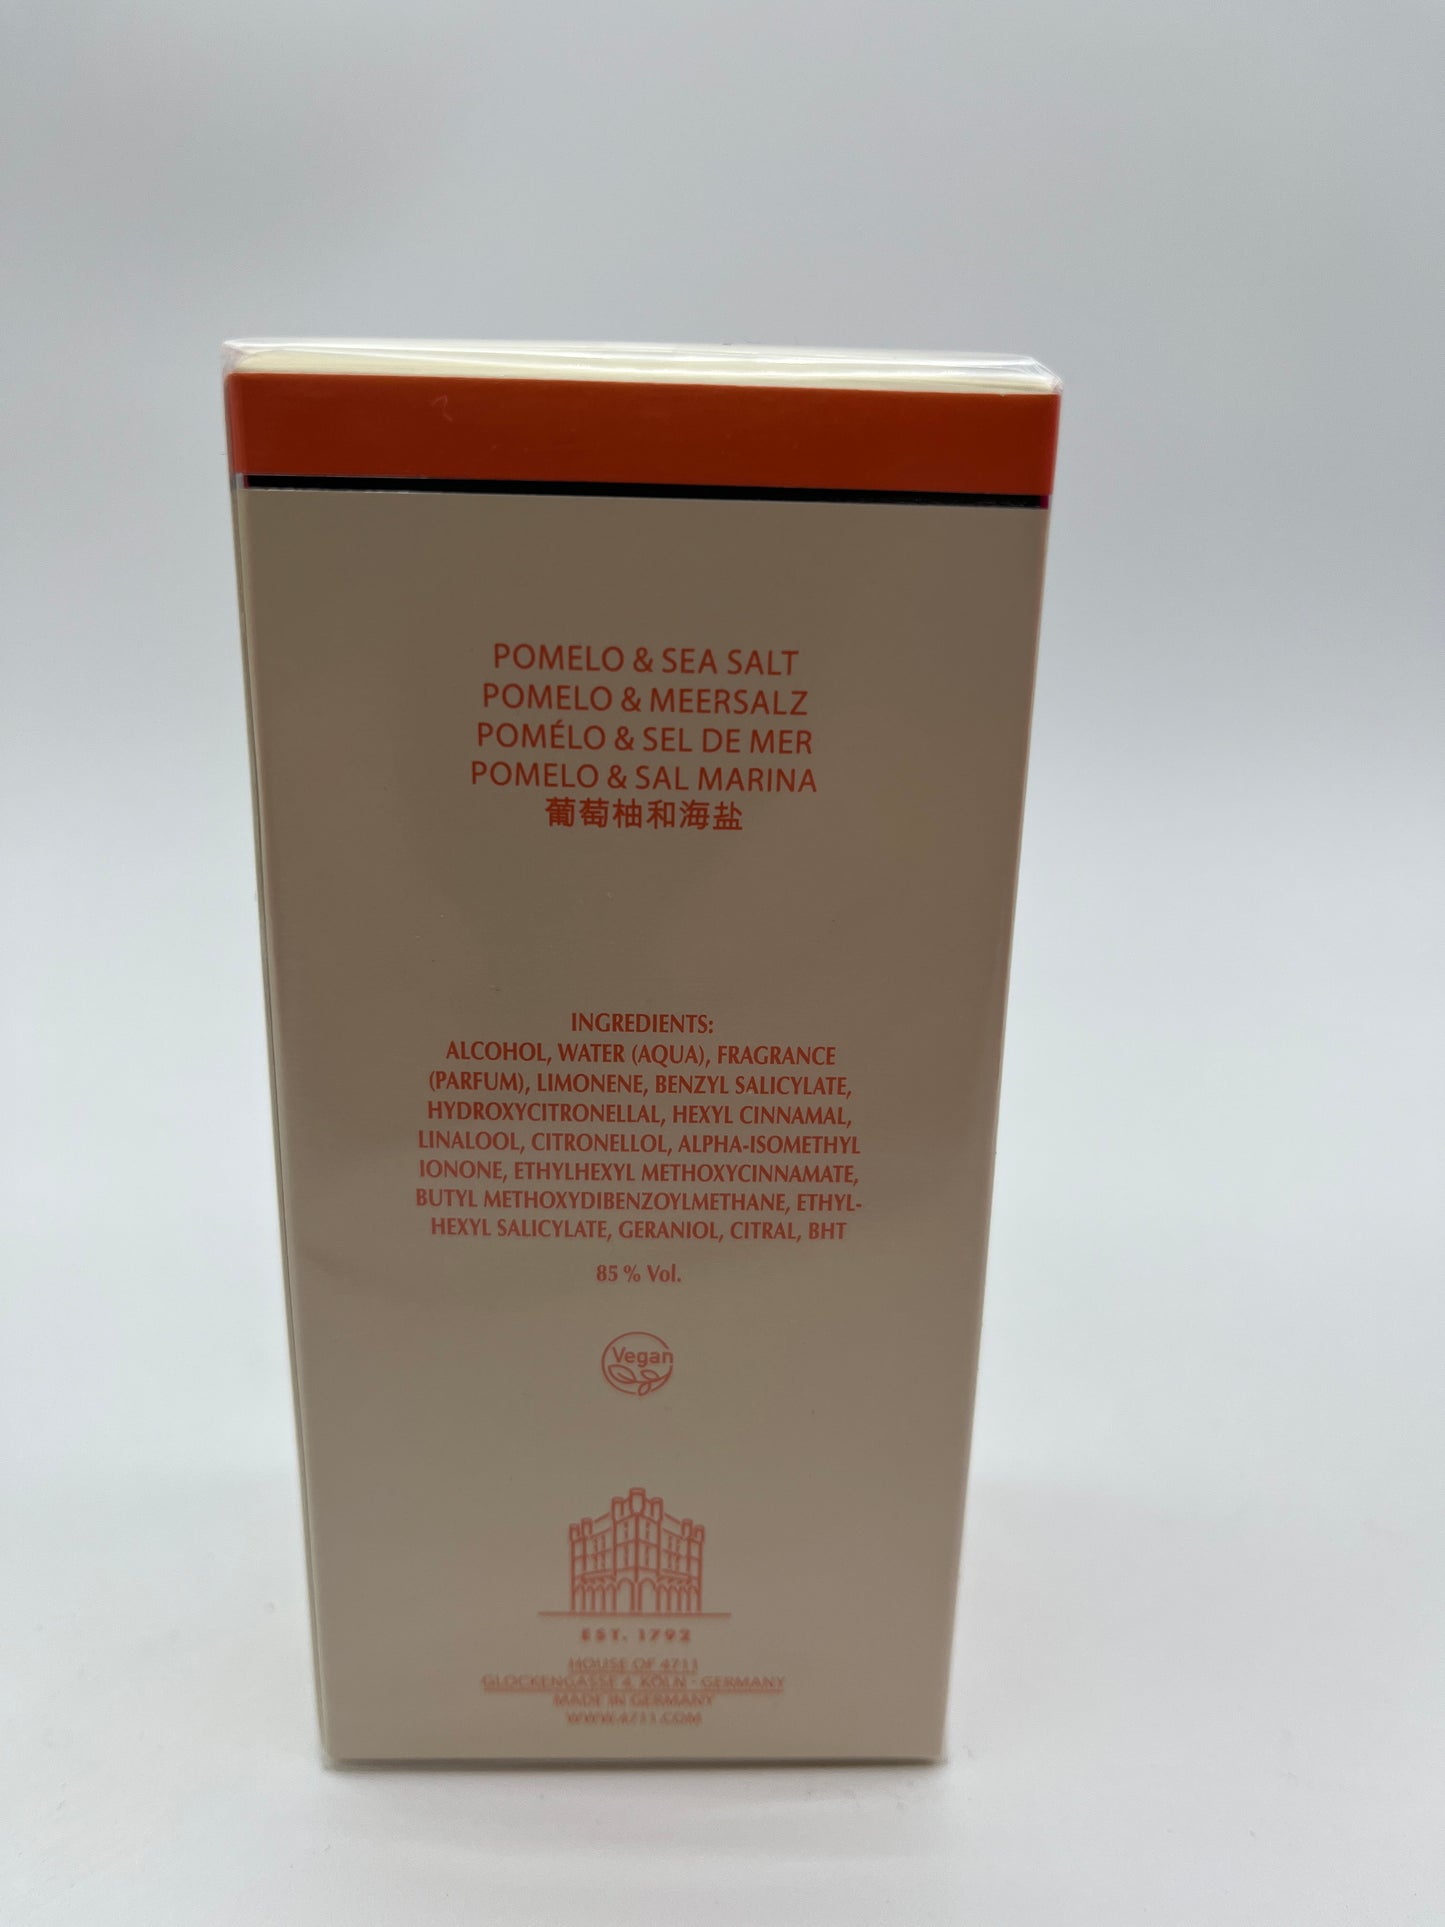 POMELO & SEA SALT
POMELO & MEERSALZ
POMÉLO & SEL DE MER
POMELO & SAL MARINA
葡萄柚和海盐
INGREDIENTS:
ALCOHOL, WATER (AQUA), FRAGRANCE
(PARFUM), LIMONENE, BENZYL SALICYLATE,
HYDROXYCITRONELLAL, HEXYL CINNAMAL,
LINALOOL, CITRONELLOL, ALPHA-ISOMETHYL
IONONE, ETHYLHEXYL METHOXYCINNAMATE,
BUTYL METHOXYDIBENZOYLMETHANE, ETHYL-
HEXYL SALICYLATE, GERANIOL, CITRAL, BHT
85 % Vol.
Vegan
EST. 1792
HOUSE OF 4711
GLOCKENGASSE 4, KÖLN · GERMANY
MADE IN GERMANY
WWW.4711.COM